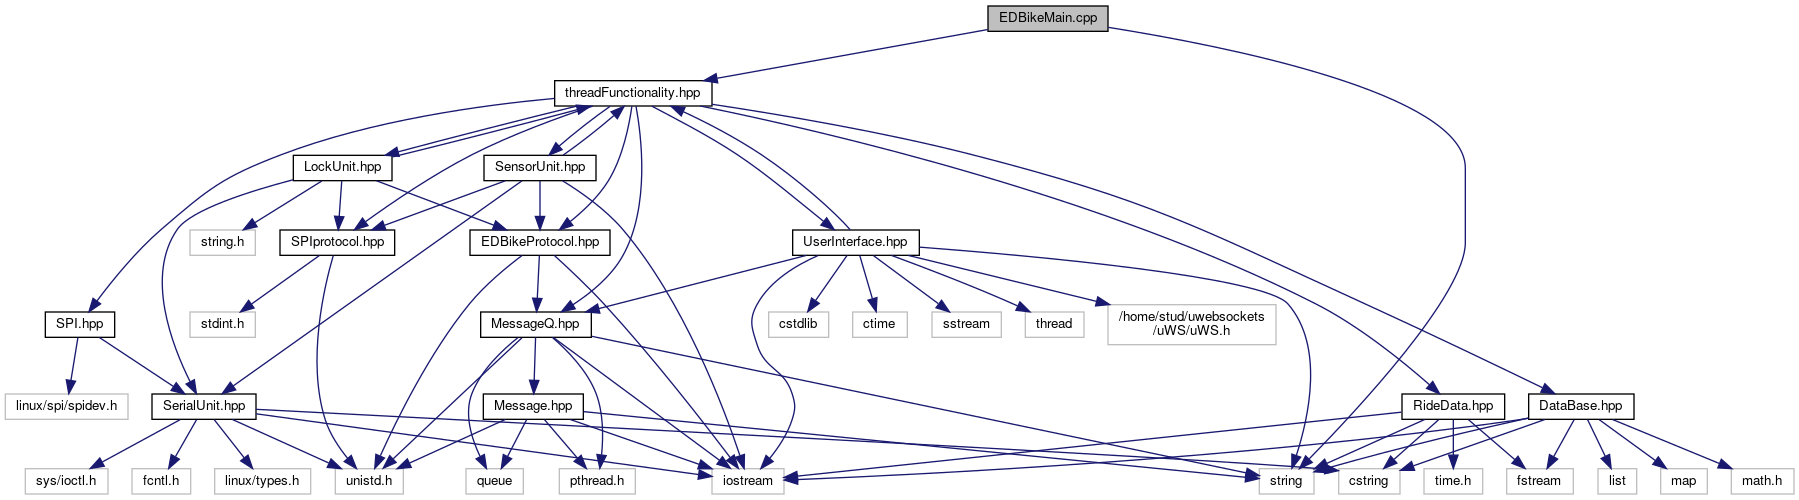 EDBikeMain.cpp
threadFunctionality.hpp
LockUnit.hpp
SensorUnit.hpp
string.h
SPIprotocol.hpp
EDBikeProtocol.hpp
UserInterface.hpp
SPI.hpp
stdint.h
MessageQ.hpp
cstdlib
ctime
sstream
thread
/home/stud/uwebsockets
/uWS/uWS.h
linux/spi/spidev.h
SerialUnit.hpp
Message.hpp
RideData.hpp
DataBase.hpp
sys/ioctl.h
fcntl.h
linux/types.h
unistd.h
queue
pthread.h
iostream
string
cstring
time.h
fstream
list
map
math.h